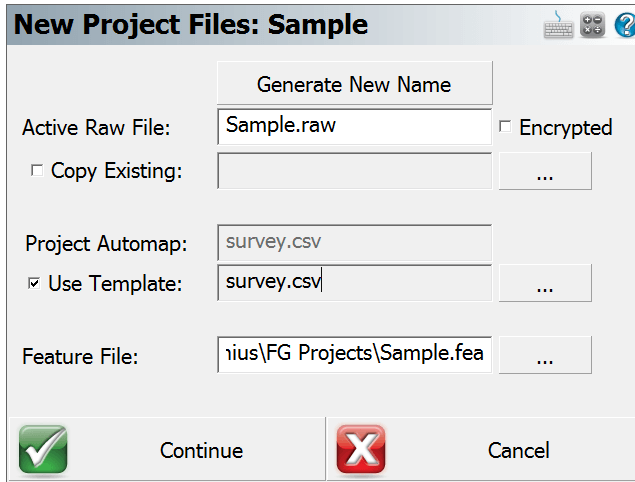 New Project Files: Sample
Generate New Name
Active Raw File: Sample.raw Encrypted
Copy Existing: ...
Project Automap: survey.csv
Use Template: survey.csv ...
Feature File: nius\FG Projects\Sample.fea ...
Continue Cancel